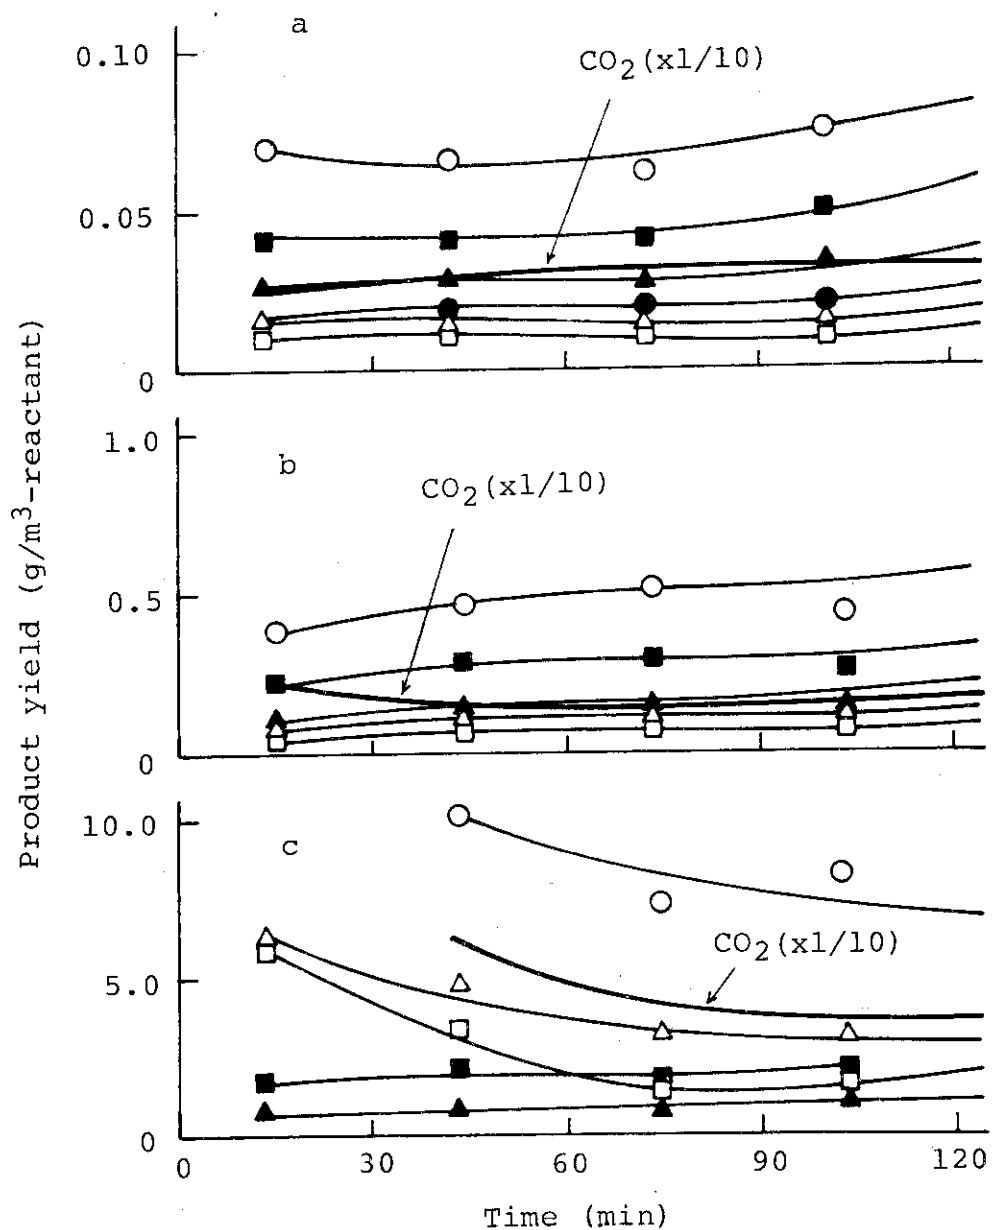 a
0.10
CO2(x1/10)
0.05
0
1.0
b
CO2(x1/10)
0.5
0
10.0
c
CO2(x1/10)
5.0
0
0 30 60 90 120
Time (min)
Product yield (g/m³-reactant)